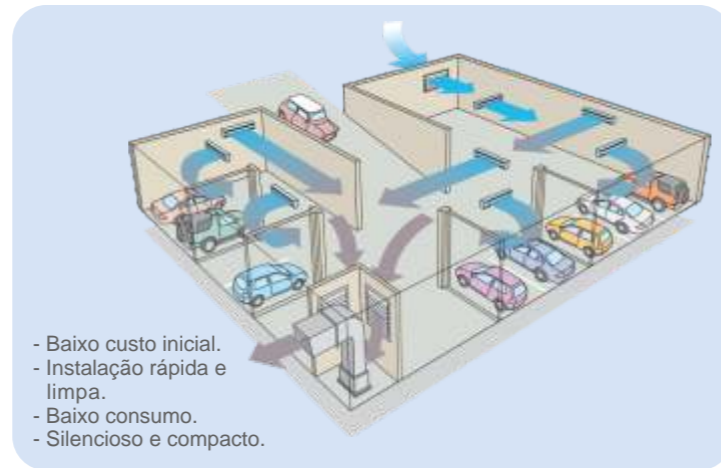 - Baixo custo inicial.
- Instalação rápida e
limpa.
- Baixo consumo.
- Silencioso e compacto.